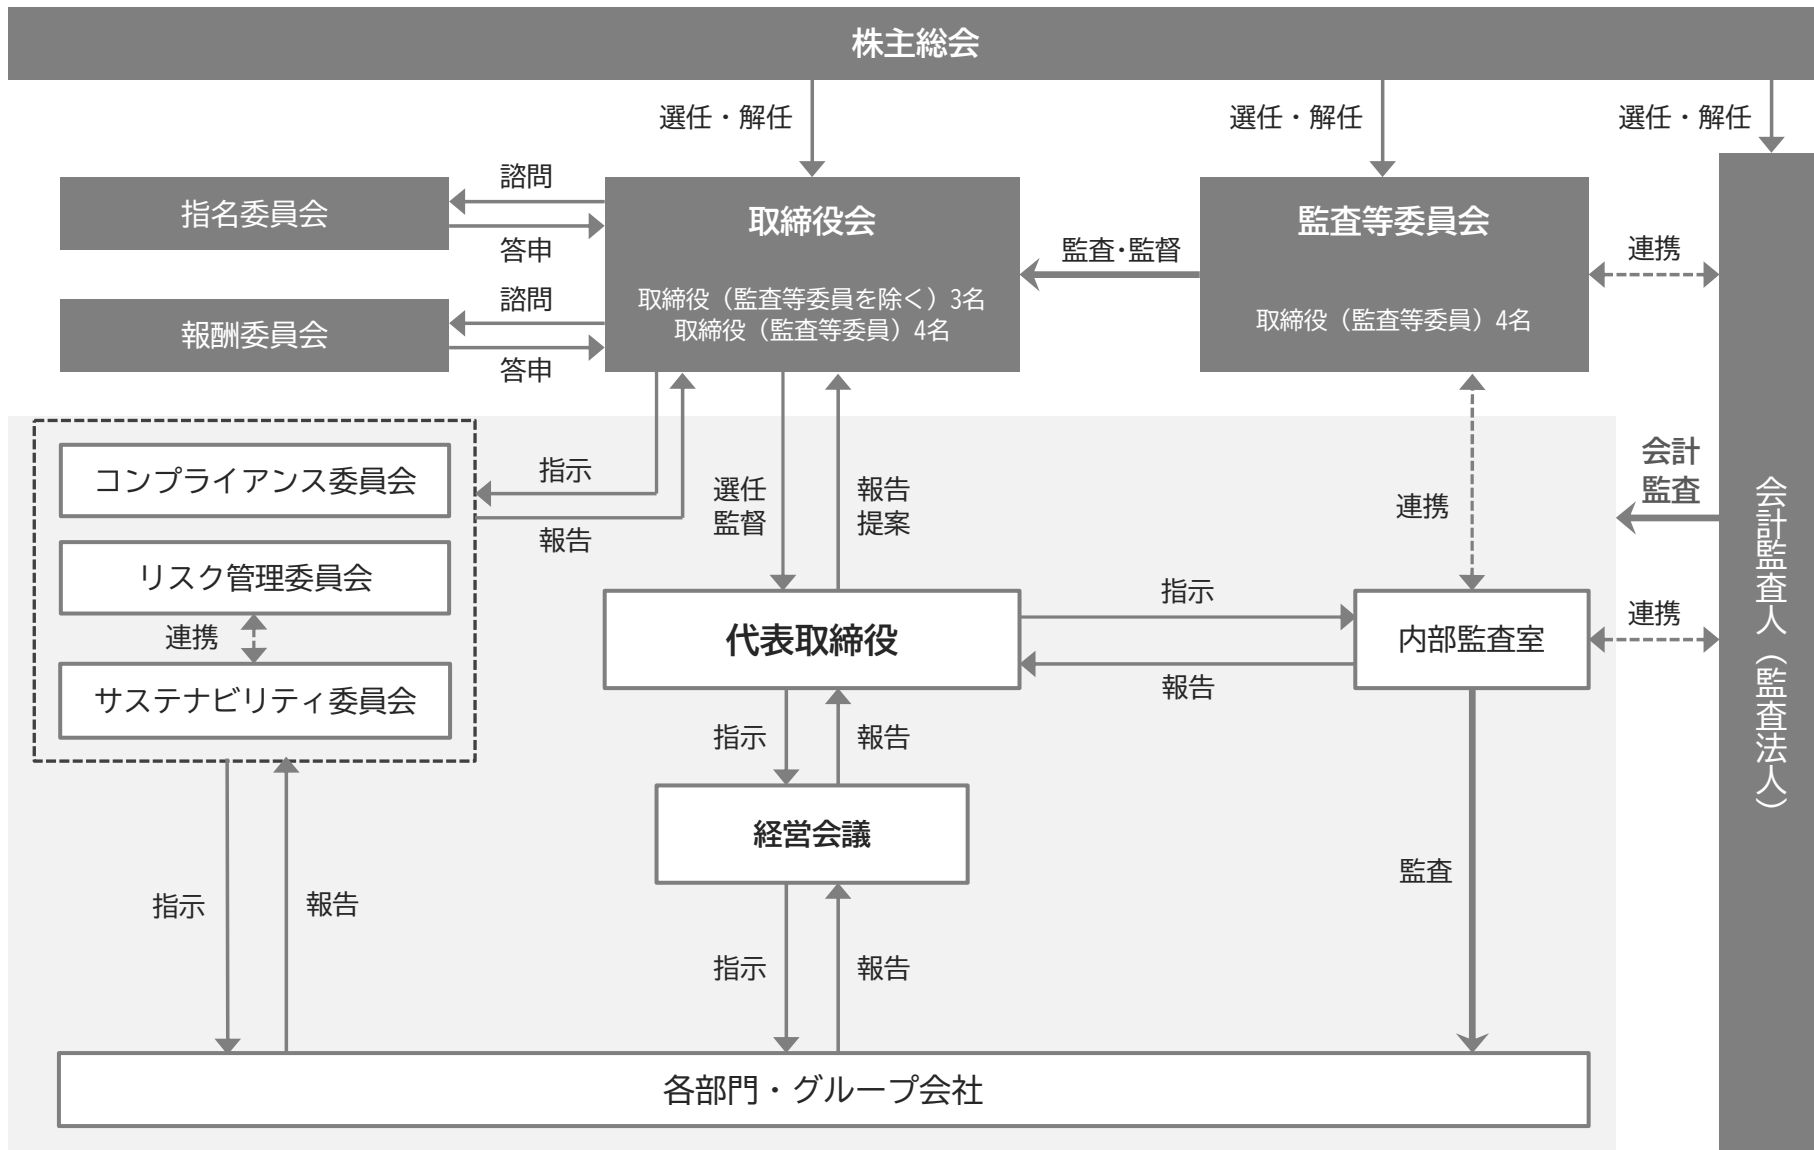 株主総会
選任・解任
選任・解任
選任・解任
指名委員会
諮問
答申
報酬委員会
諮問
答申
取締役会
取締役（監査等委員を除く）3名
取締役（監査等委員）4名
監査･監督
監査等委員会
取締役（監査等委員）4名
連携
コンプライアンス委員会
リスク管理委員会
連携
サステナビリティ委員会
指示
報告
選任
監督
報告
提案
連携
会計
監査
会計監査人（監査法人）
代表取締役
指示
報告
内部監査室
連携
指示
報告
経営会議
指示
報告
指示
報告
監査
各部門・グループ会社